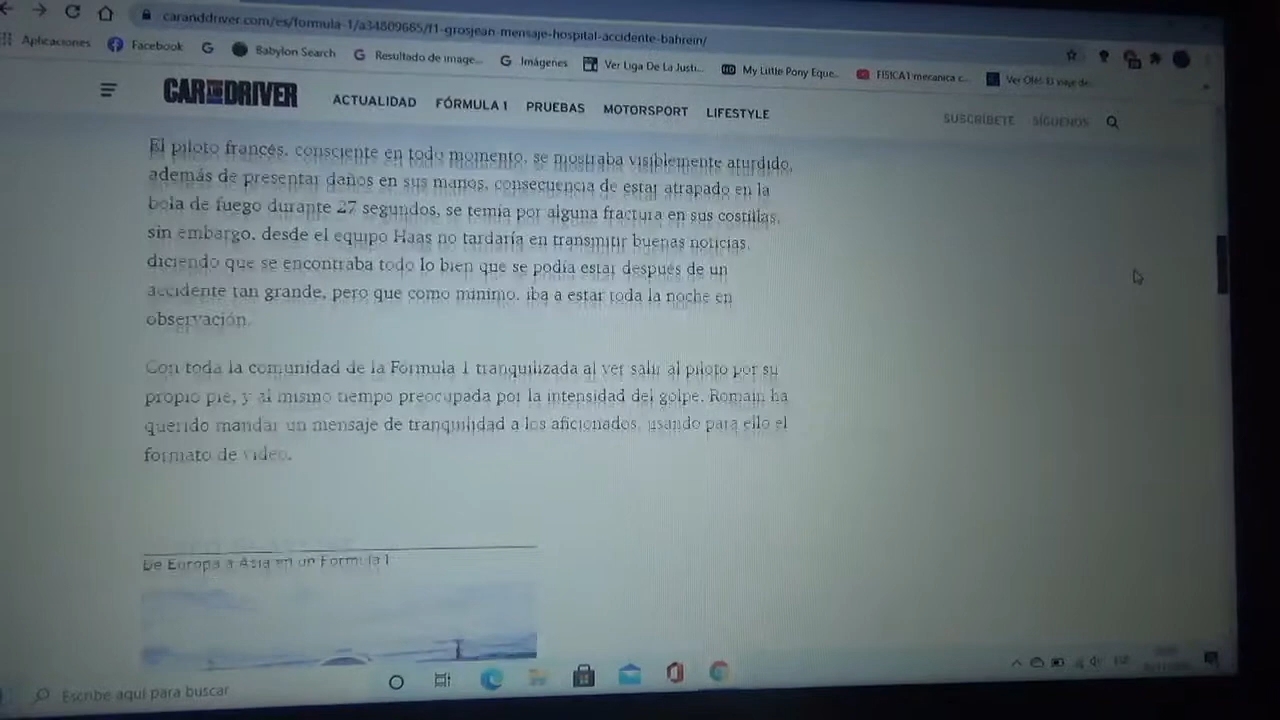 caranddriver.com/es/formula-1/a34809665/f1-grosjean-mensaje-hospital-accidente-bahrein/
Aplicaciones Facebook Babylon Search Resultado de image... Imágenes Ver Liga De La Justi... My Little Pony Eque... FISICA1 mecanica c...
CAR AND DRIVER ACTUALIDAD FÓRMULA 1 PRUEBAS MOTORSPORT LIFESTYLE SUSCRÍBETE SÍGUENOS
El piloto francés, consciente en todo momento, se mostraba visiblemente aturdido,
además de presentar daños en sus manos, consecuencia de estar atrapado en la
bola de fuego durante 27 segundos, se temía por alguna fractura en sus costillas,
sin embargo, desde el equipo Haas no tardaría en transmitir buenas noticias,
diciendo que se encontraba todo lo bien que se podía estar después de un
accidente tan grande, pero que como mínimo, iba a estar toda la noche en
observación.
Con toda la comunidad de la Fórmula 1 tranquilizada al ver salir al piloto por su
propio pie, y al mismo tiempo preocupada por la intensidad del golpe, Romain ha
querido mandar un mensaje de tranquilidad a los aficionados, usando para ello el
formato de vídeo.
De Europa a Asia en un Formula 1
Escribe aquí para buscar